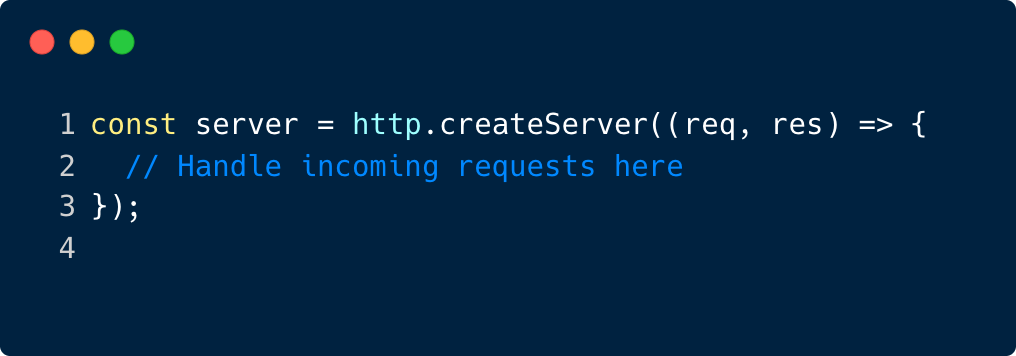 1 const server = http.createServer((req, res) => {
2   // Handle incoming requests here
3 });
4